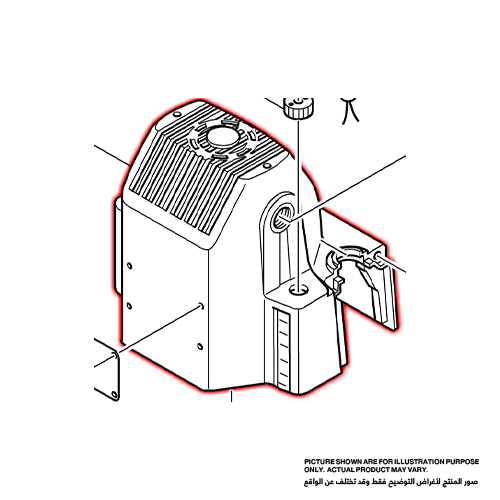 PICTURE SHOWN ARE FOR ILLUSTRATION PURPOSE
ONLY. ACTUAL PRODUCT MAY VARY.
صور المنتج لأغراض التوضيح فقط وقد تختلف عن الواقع